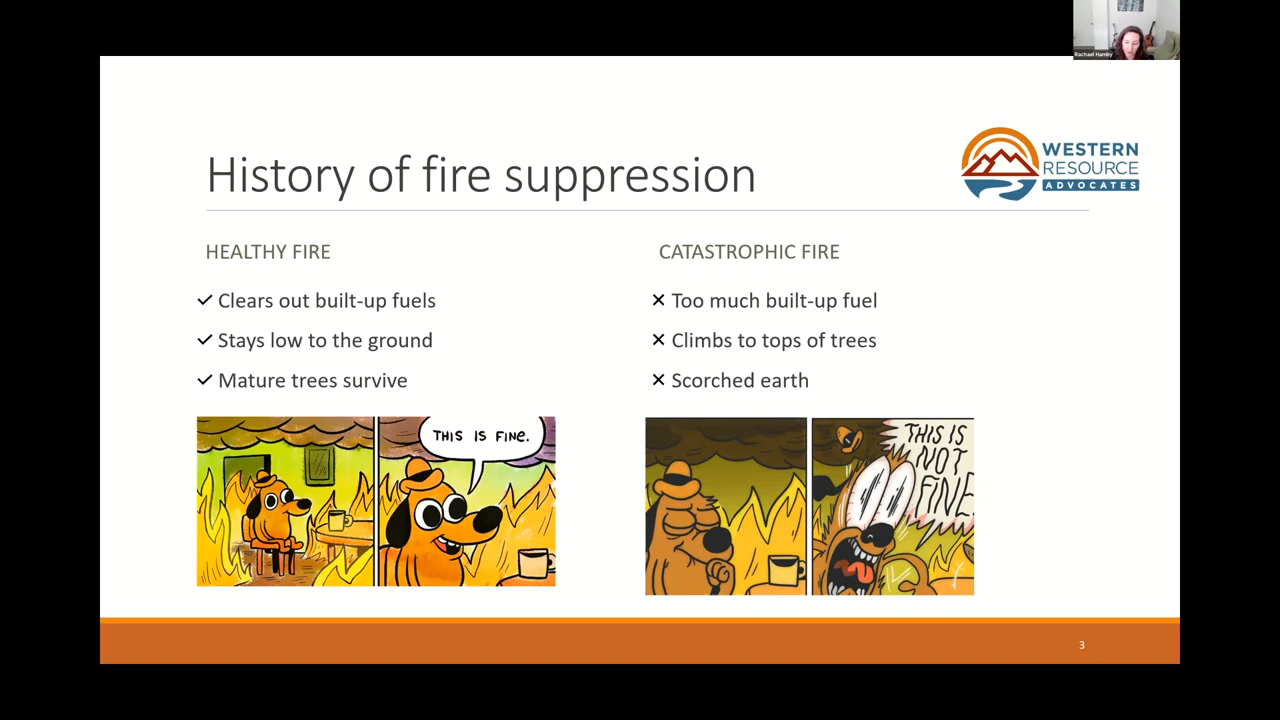 Rachael Hamby
History of fire suppression
WESTERN
RESOURCE
ADVOCATES
HEALTHY FIRE
✓ Clears out built-up fuels
✓ Stays low to the ground
✓ Mature trees survive
CATASTROPHIC FIRE
✕ Too much built-up fuel
✕ Climbs to tops of trees
✕ Scorched earth
THIS IS FINE.
THIS IS
NOT
FINE
3